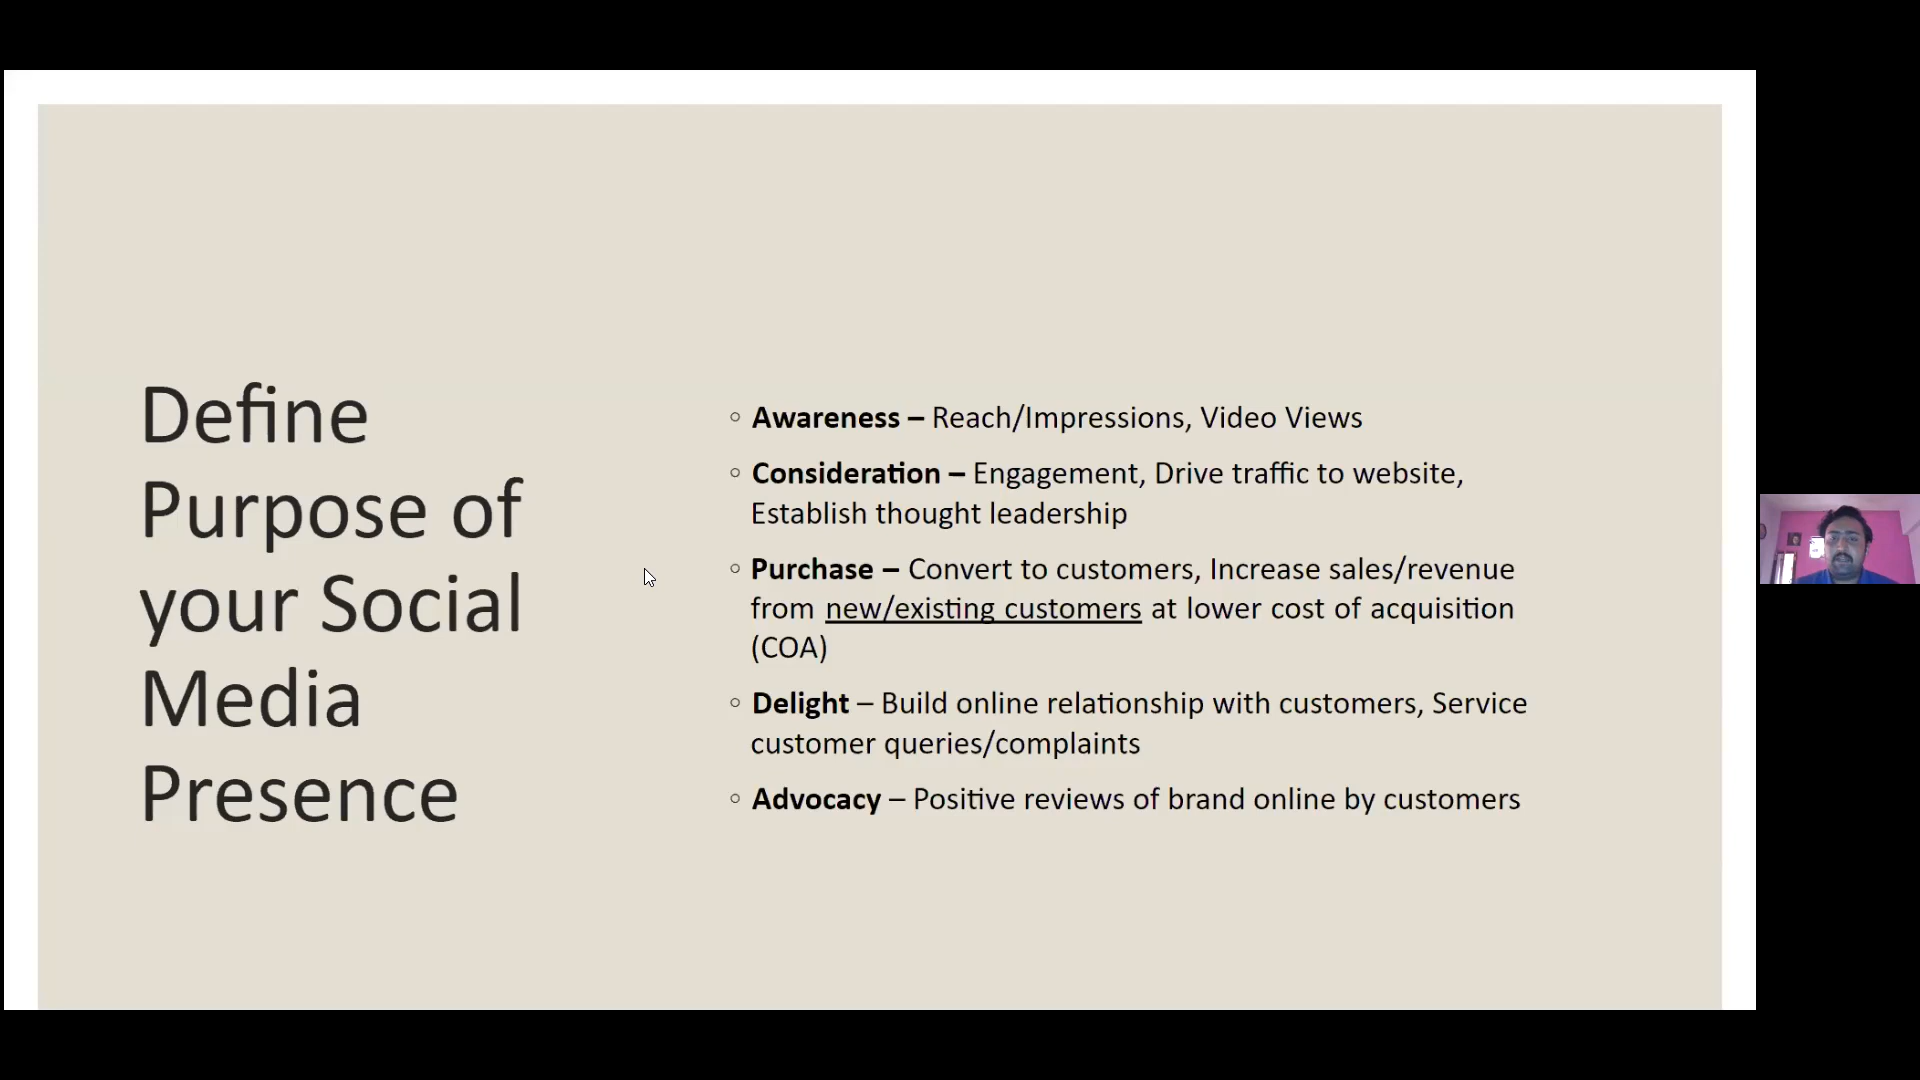 Define
Purpose of
your Social
Media
Presence
Awareness – Reach/Impressions, Video Views
Consideration – Engagement, Drive traffic to website,
Establish thought leadership
Purchase – Convert to customers, Increase sales/revenue
from new/existing customers at lower cost of acquisition
(COA)
Delight – Build online relationship with customers, Service
customer queries/complaints
Advocacy – Positive reviews of brand online by customers